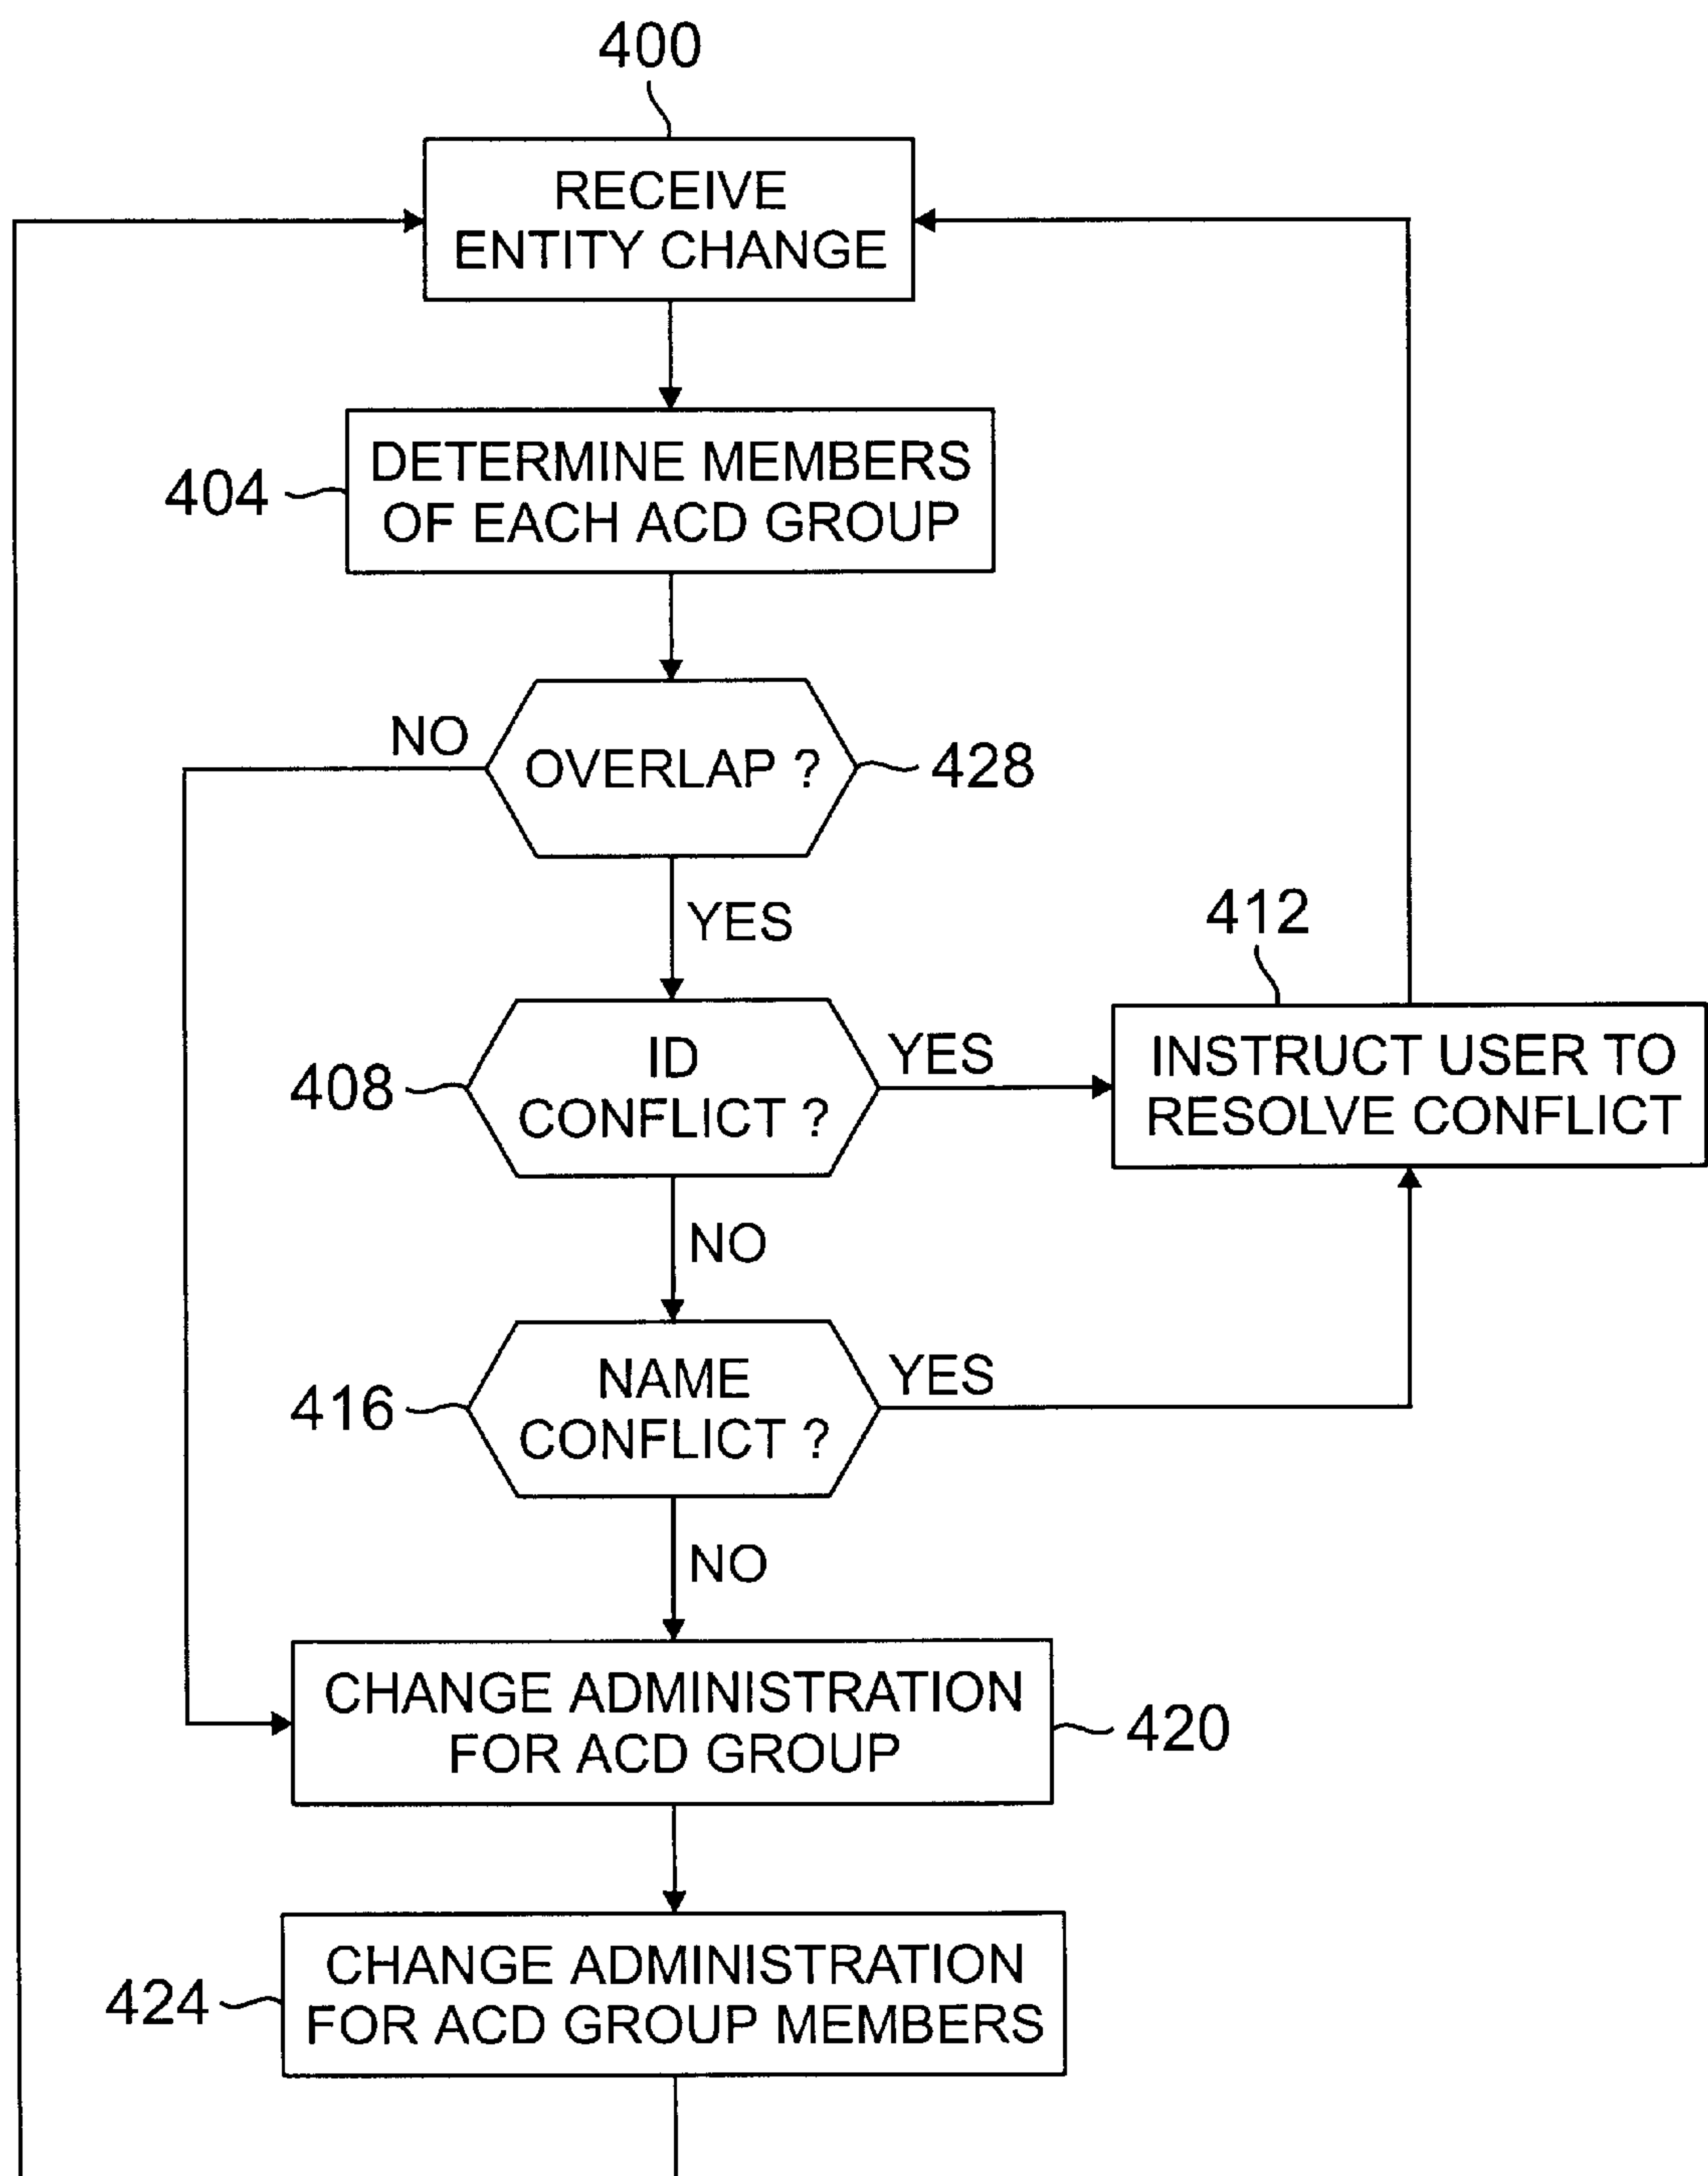 400
RECEIVE
ENTITY CHANGE
404
DETERMINE MEMBERS
OF EACH ACD GROUP
NO
OVERLAP ?
428
YES
412
408
ID
CONFLICT ?
YES
INSTRUCT USER TO
RESOLVE CONFLICT
NO
416
NAME
CONFLICT ?
YES
NO
CHANGE ADMINISTRATION
FOR ACD GROUP
420
424
CHANGE ADMINISTRATION
FOR ACD GROUP MEMBERS